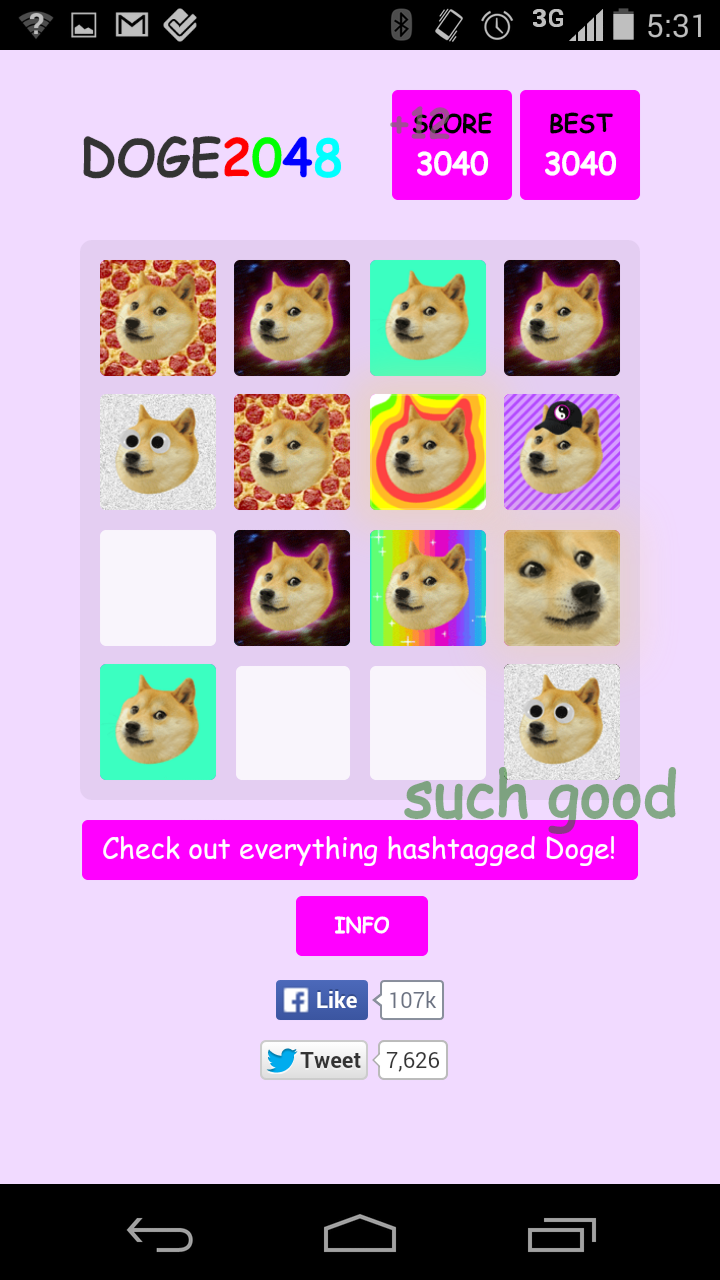 3G 5:31
DOGE2048
+12
SCORE
3040
BEST
3040
such good
Check out everything hashtagged Doge!
INFO
Like 107k
Tweet 7,626